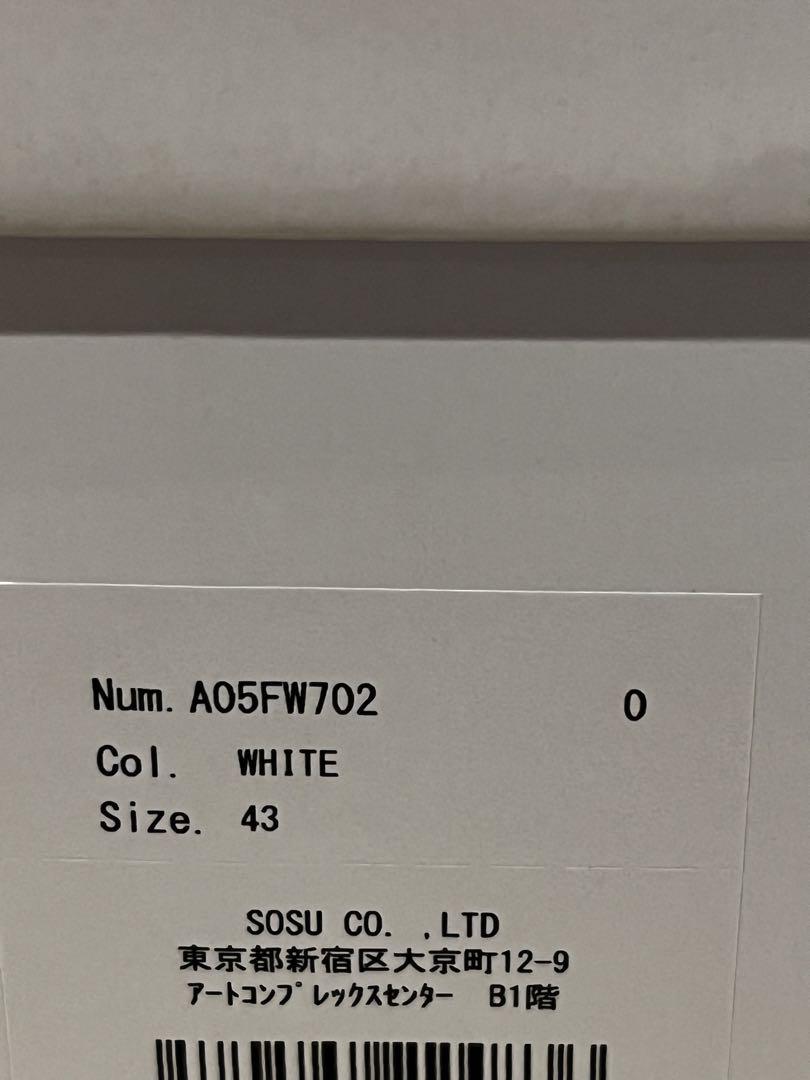 Num. A05FW702 0
Col. WHITE
Size. 43
SOSU CO. ,LTD
東京都新宿区大京町12-9
アートコンプレックスセンター B1階